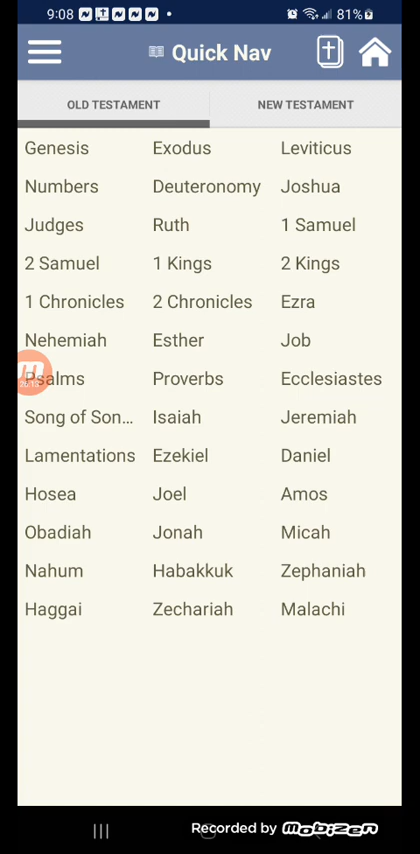 9:08 81%
Quick Nav
OLD TESTAMENT NEW TESTAMENT
Genesis Exodus Leviticus
Numbers Deuteronomy Joshua
Judges Ruth 1 Samuel
2 Samuel 1 Kings 2 Kings
1 Chronicles 2 Chronicles Ezra
Nehemiah Esther Job
Psalms Proverbs Ecclesiastes
Song of Son... Isaiah Jeremiah
Lamentations Ezekiel Daniel
Hosea Joel Amos
Obadiah Jonah Micah
Nahum Habakkuk Zephaniah
Haggai Zechariah Malachi
Recorded by mobizen